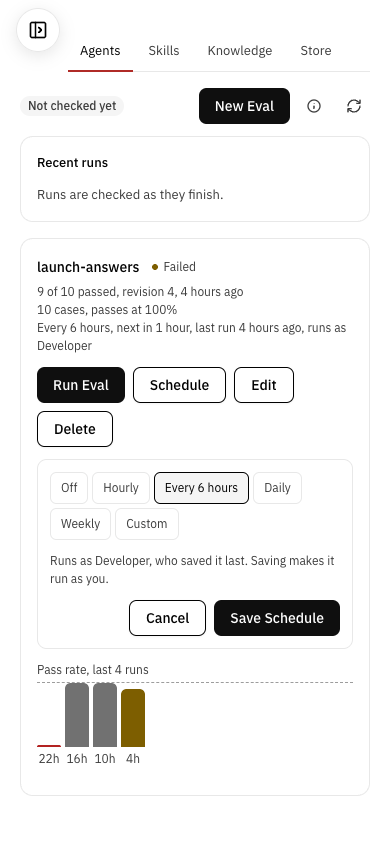 Agents Skills Knowledge Store
Not checked yet New Eval
Recent runs
Runs are checked as they finish.
launch-answers Failed
9 of 10 passed, revision 4, 4 hours ago
10 cases, passes at 100%
Every 6 hours, next in 1 hour, last run 4 hours ago, runs as
Developer
Run Eval Schedule Edit
Delete
Off Hourly Every 6 hours Daily
Weekly Custom
Runs as Developer, who saved it last. Saving makes it
run as you.
Cancel Save Schedule
Pass rate, last 4 runs
22h 16h 10h 4h